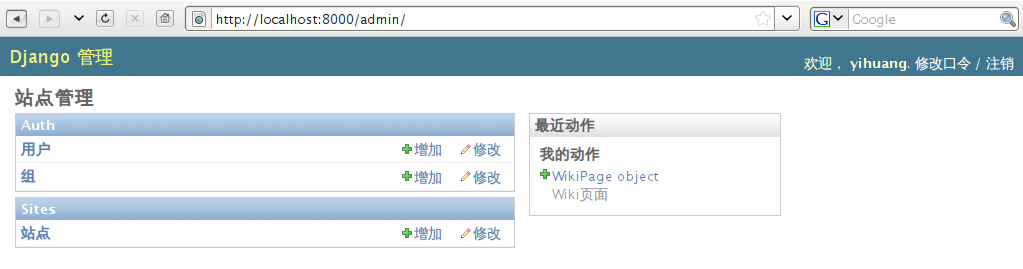 http://localhost:8000/admin/
G Google
Django 管理
欢迎， yihuang. 修改口令 / 注销
站点管理
Auth
用户 增加 修改
组 增加 修改
Sites
站点 增加 修改
最近动作
我的动作
WikiPage object
Wiki页面